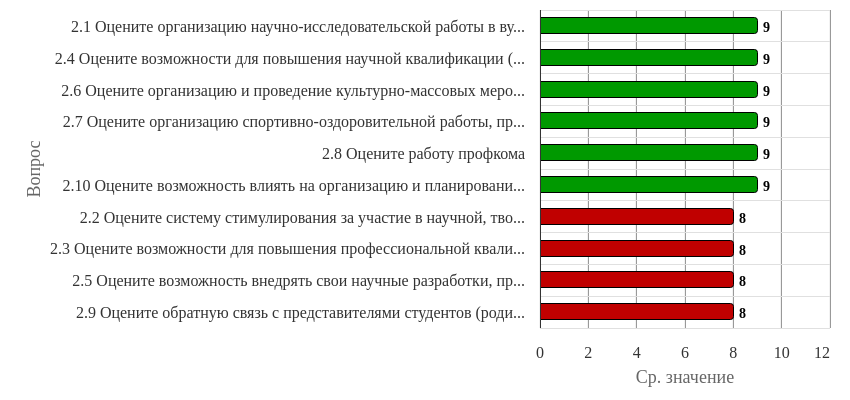 2.1 Оцените организацию научно-исследовательской работы в ву... 9
2.4 Оцените возможности для повышения научной квалификации (... 9
2.6 Оцените организацию и проведение культурно-массовых меро... 9
2.7 Оцените организацию спортивно-оздоровительной работы, пр... 9
2.8 Оцените работу профкома 9
2.10 Оцените возможность влиять на организацию и планировани... 9
2.2 Оцените систему стимулирования за участие в научной, тво... 8
2.3 Оцените возможности для повышения профессиональной квали... 8
2.5 Оцените возможность внедрять свои научные разработки, пр... 8
2.9 Оцените обратную связь с представителями студентов (роди... 8
Вопрос
0 2 4 6 8 10 12
Ср. значение